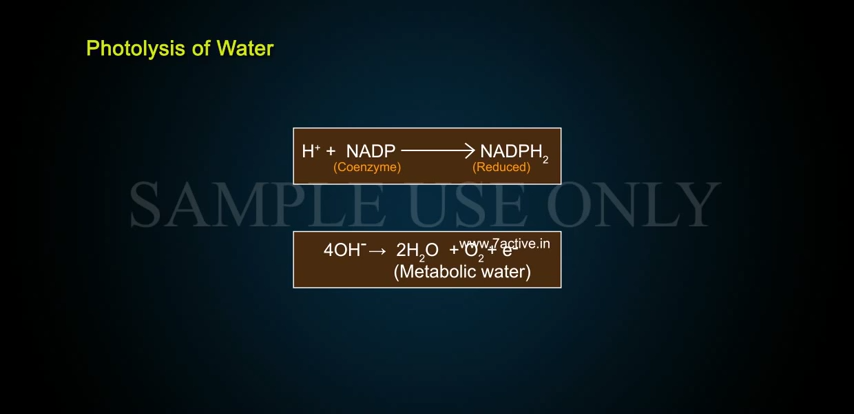 Photolysis of Water
H⁺ + NADP ⟶ NADPH₂
(Coenzyme) (Reduced)
SAMPLE USE ONLY
www.7active.in
4OH⁻ → 2H₂O + O₂ + e⁻
(Metabolic water)